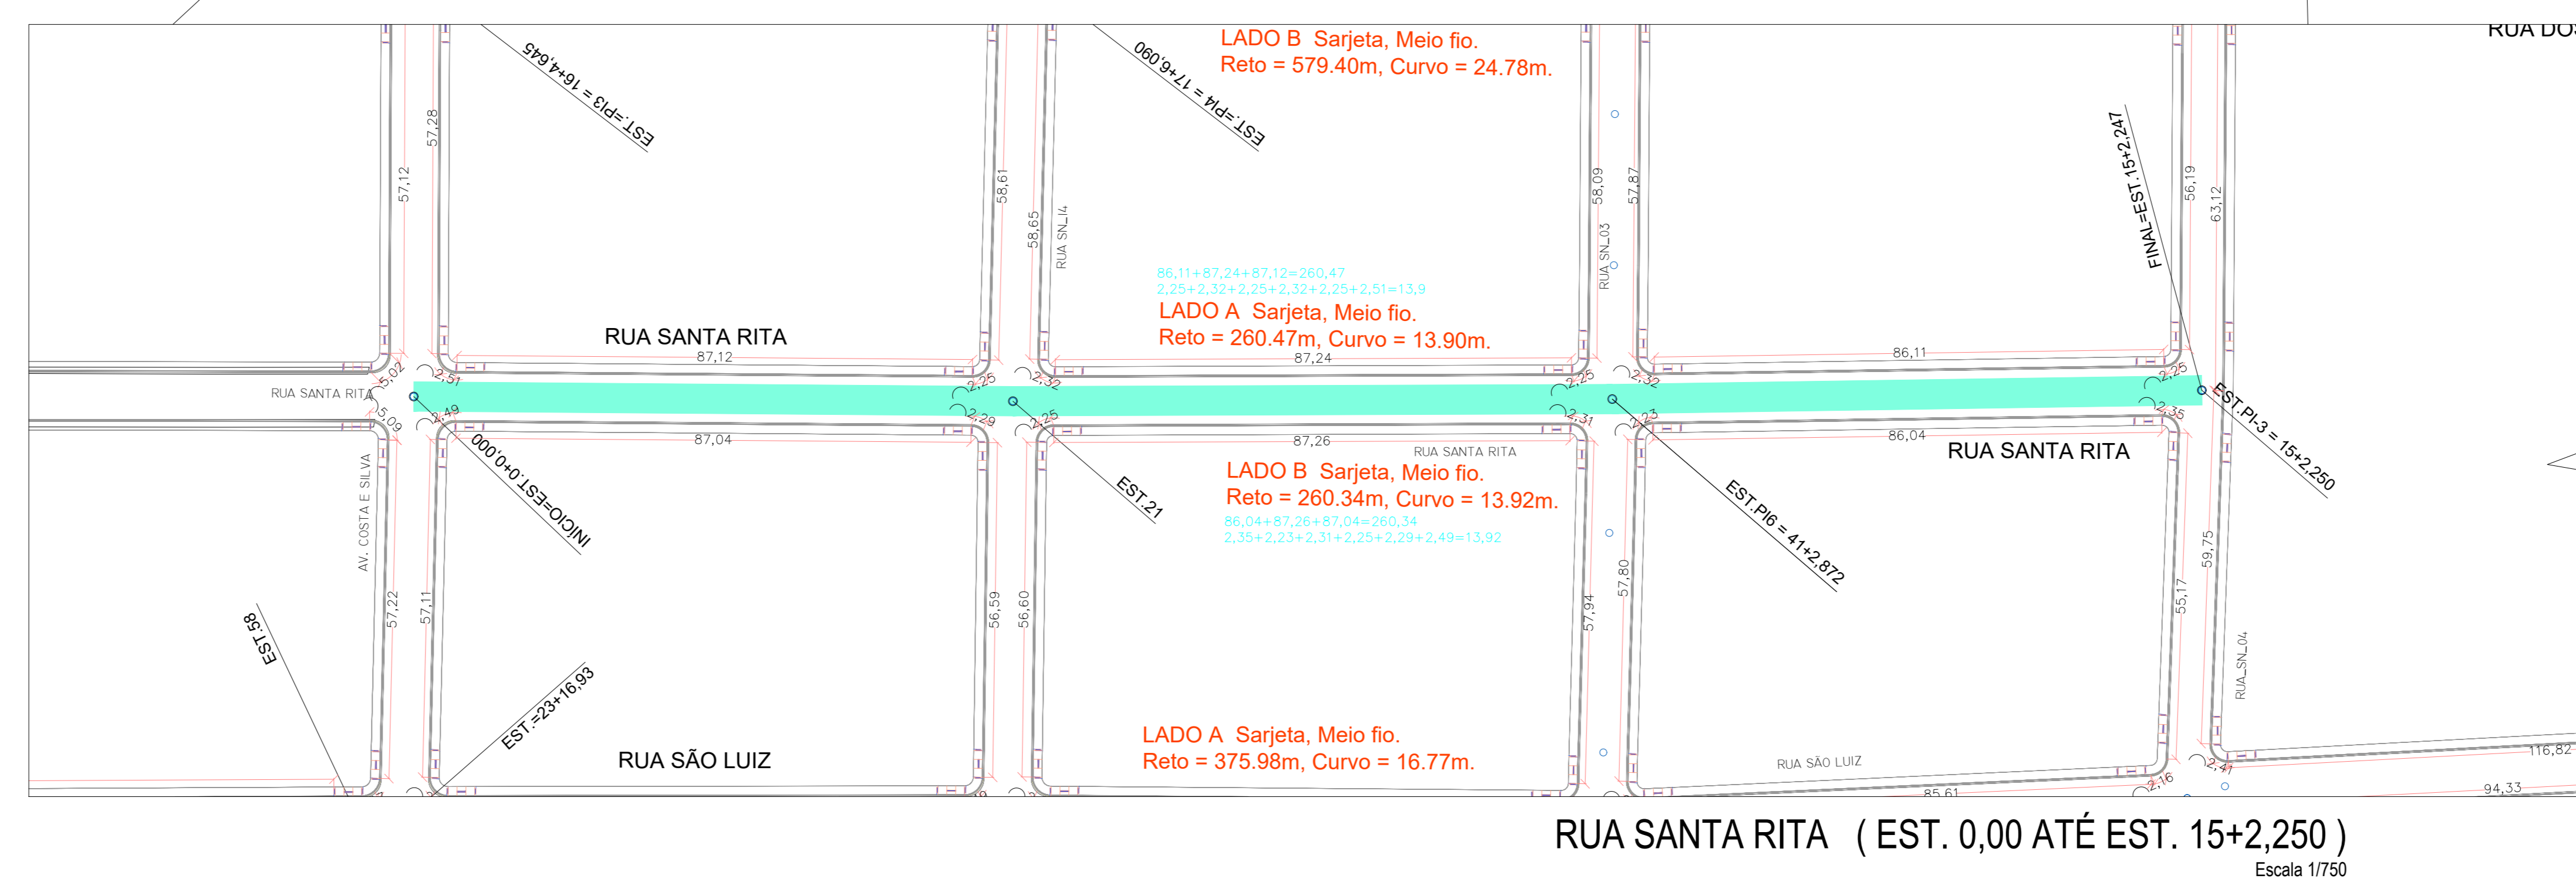 RUA DOS
LADO B Sarjeta, Meio fio.
Reto = 579.40m, Curvo = 24.78m.
EST.=PI3 = 16+4,645
EST.=PI4 = 17+6,090
FINAL=EST.15+2,247
57,12
57,28
58,61
58,65
RUA SN_14
58,09
57,87
RUA SN_03
56,19
63,12
86,11+87,24+87,12=260,47
2,25+2,32+2,25+2,32+2,25+2,51=13,9
LADO A Sarjeta, Meio fio.
Reto = 260.47m, Curvo = 13.90m.
RUA SANTA RITA
87,12
87,24
86,11
5,02
2,51
2,25
2,32
2,25
2,32
2,25
RUA SANTA RITA
5,09
2,49
2,29
2,25
2,31
2,23
2,35
EST.PI-3 = 15+2,250
87,04
87,26
86,04
RUA SANTA RITA
RUA SANTA RITA
INÍCIO=EST.0+0,000
EST.21
EST.PI6 = 41+2,872
LADO B Sarjeta, Meio fio.
Reto = 260.34m, Curvo = 13.92m.
86,04+87,26+87,04=260,34
2,35+2,23+2,31+2,25+2,29+2,49=13,92
AV. COSTA E SILVA
57,22
57,11
56,59
56,60
57,94
57,80
55,17
59,75
RUA_SN_04
EST.58
EST.=23+16,93
RUA SÃO LUIZ
LADO A Sarjeta, Meio fio.
Reto = 375.98m, Curvo = 16.77m.
RUA SÃO LUIZ
2,41
116,82
2,16
85,61
94,33
RUA SANTA RITA ( EST. 0,00 ATÉ EST. 15+2,250 )
Escala 1/750